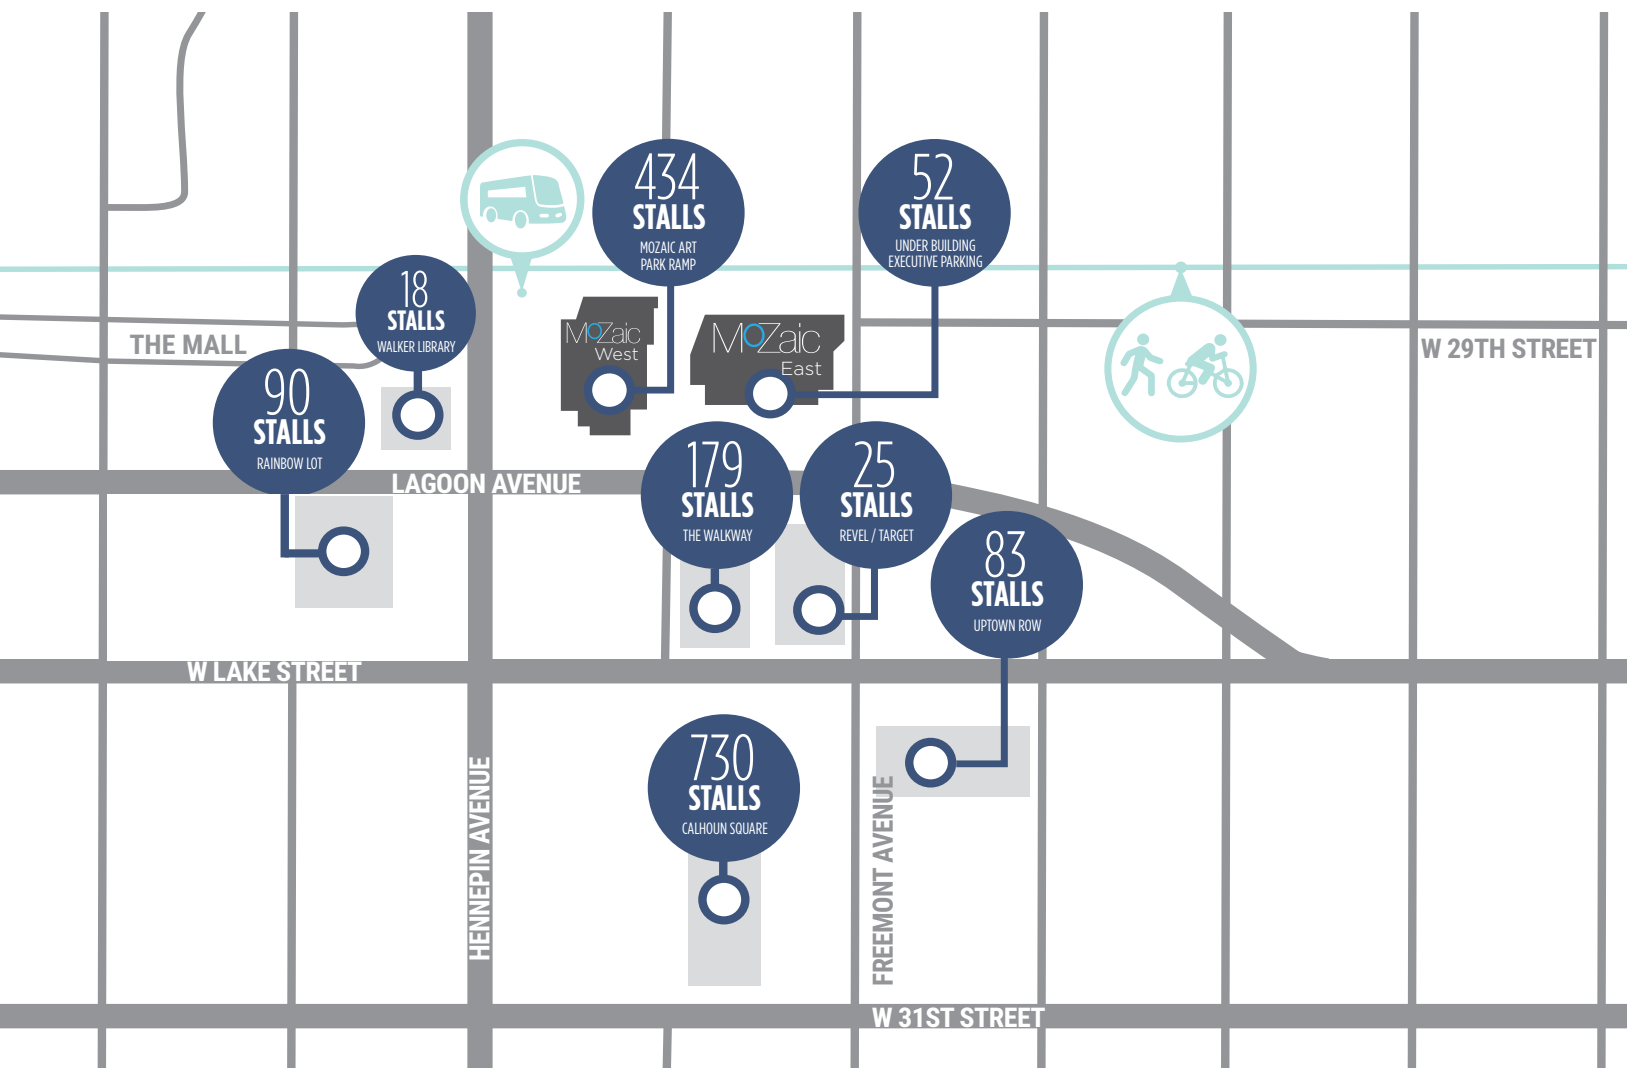 434
STALLS
MOZAIC ART
PARK RAMP
52
STALLS
UNDER BUILDING
EXECUTIVE PARKING
18
STALLS
WALKER LIBRARY
THE MALL
MoZaic
West
MoZaic
East
W 29TH STREET
90
STALLS
RAINBOW LOT
LAGOON AVENUE
179
STALLS
THE WALKWAY
25
STALLS
REVEL / TARGET
83
STALLS
UPTOWN ROW
W LAKE STREET
730
STALLS
CALHOUN SQUARE
HENNEPIN AVENUE
FREEMONT AVENUE
W 31ST STREET